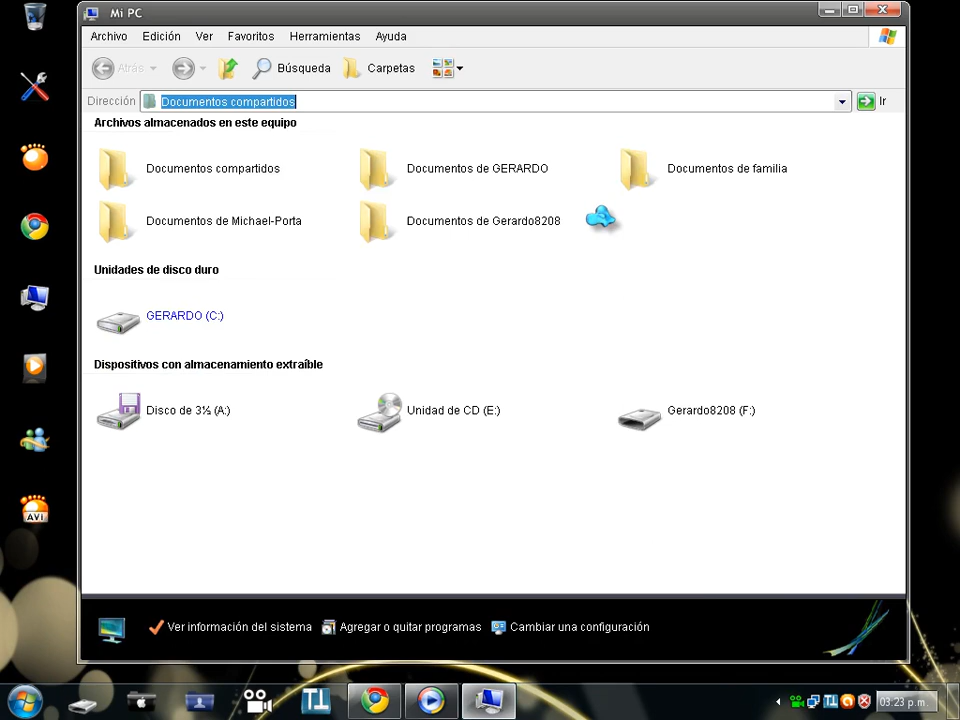 Mi PC
Archivo Edición Ver Favoritos Herramientas Ayuda
Atrás Búsqueda Carpetas
Dirección Documentos compartidos Ir
Archivos almacenados en este equipo
Documentos compartidos Documentos de GERARDO Documentos de familia
Documentos de Michael-Porta Documentos de Gerardo8208
Unidades de disco duro
GERARDO (C:)
Dispositivos con almacenamiento extraíble
Disco de 3½ (A:) Unidad de CD (E:) Gerardo8208 (F:)
AVI
Ver información del sistema Agregar o quitar programas Cambiar una configuración
03:23 p.m.